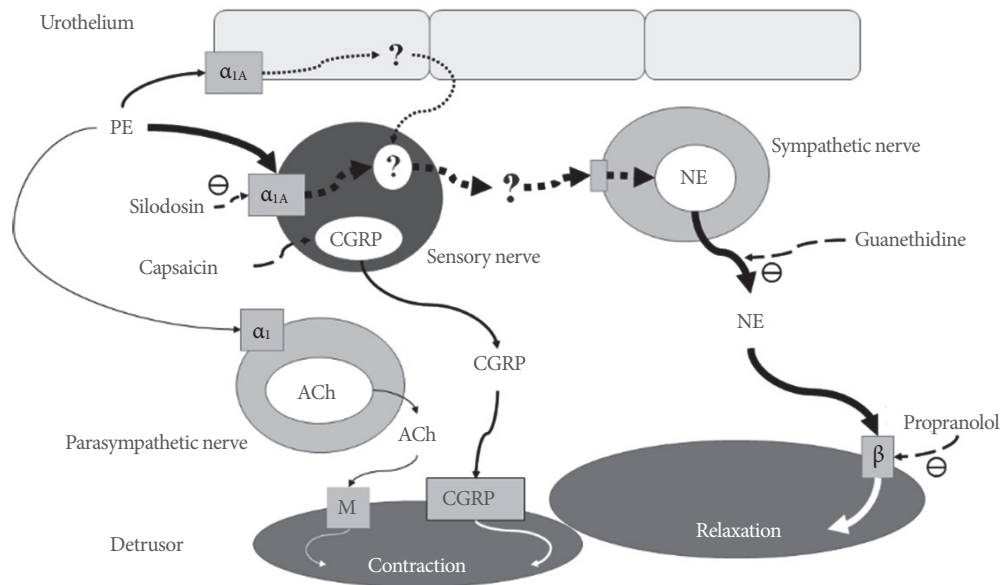 Urothelium
α1A
?
PE
Sympathetic nerve
?
?
NE
α1A
Silodosin
⊖
CGRP
Sensory nerve
Guanethidine
Capsaicin
⊖
NE
α1
CGRP
ACh
ACh
Propranolol
Parasympathetic nerve
β
⊖
M
CGRP
Relaxation
Detrusor
Contraction